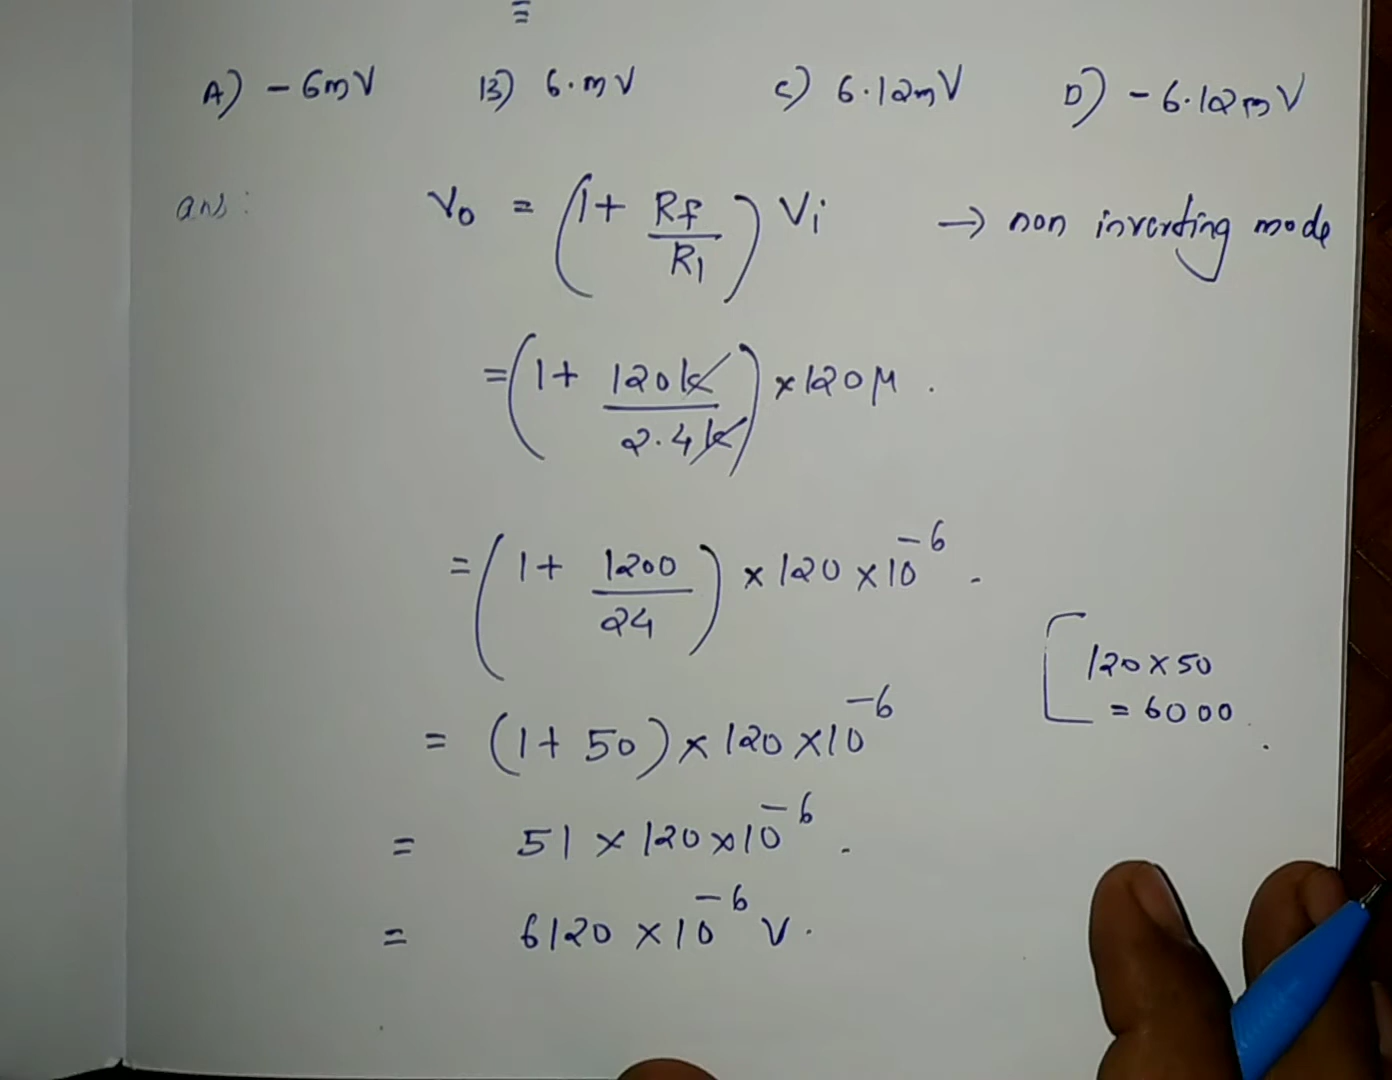 A) - 6mV B) 6.mV C) 6.12mV D) - 6.12mV
ans: Vo = (1 + Rf/R1) Vi → non inverting mode
= (1 + 120k/2.4k) × 120μ.
= (1 + 1200/24) × 120 × 10^-6.
[120 × 50
= 6000.
= (1 + 50) × 120 × 10^-6
= 51 × 120 × 10^-6.
= 6120 × 10^-6 V.